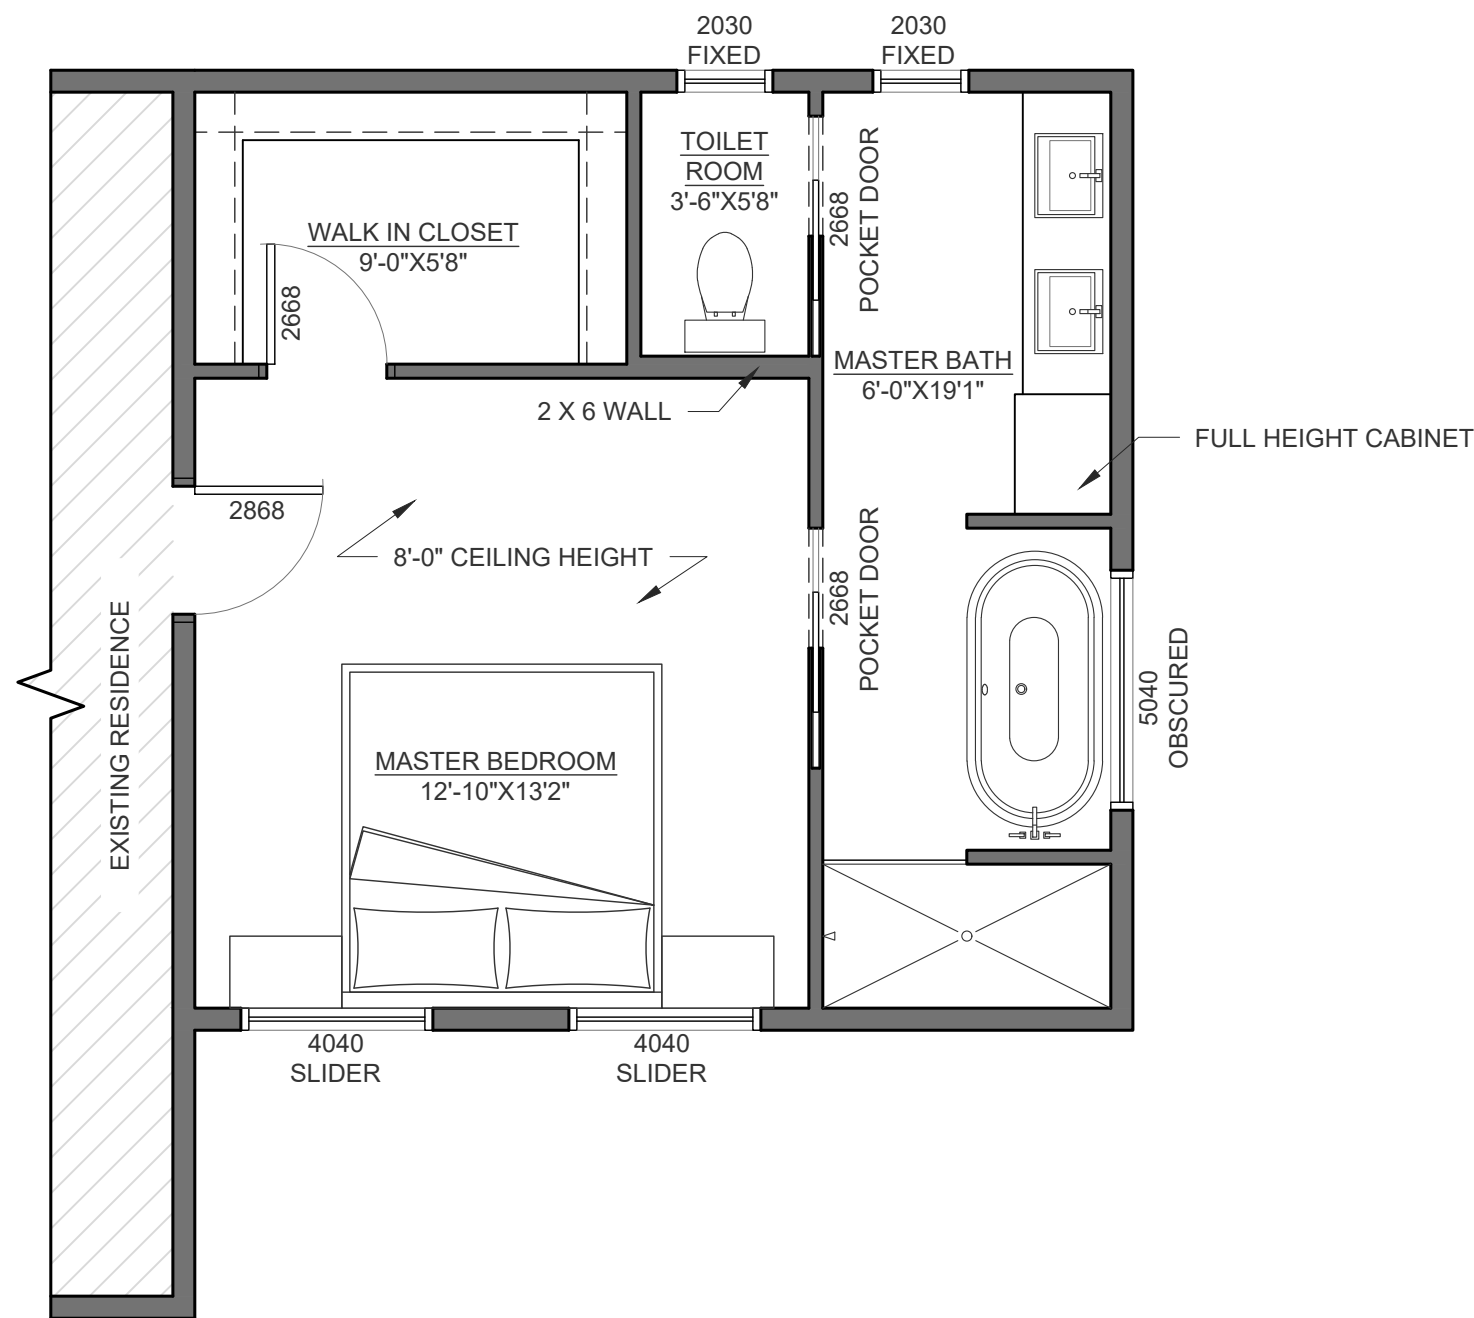 2030
FIXED
2030
FIXED
TOILET
ROOM
3'-6"X5'8"
2668
POCKET DOOR
WALK IN CLOSET
9'-0"X5'8"
2668
MASTER BATH
6'-0"X19'1"
2 X 6 WALL
FULL HEIGHT CABINET
2868
8'-0" CEILING HEIGHT
2668
POCKET DOOR
EXISTING RESIDENCE
5040
OBSCURED
MASTER BEDROOM
12'-10"X13'2"
4040
SLIDER
4040
SLIDER